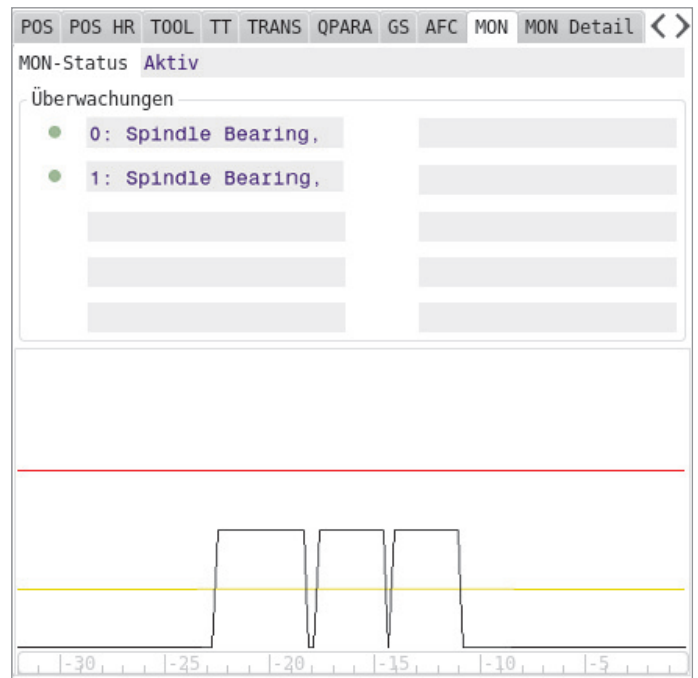 POS POS HR TOOL TT TRANS QPARA GS AFC MON MON Detail
MON-Status Aktiv
Überwachungen
0: Spindle Bearing,
1: Spindle Bearing,
-30 -25 -20 -15 -10 -5